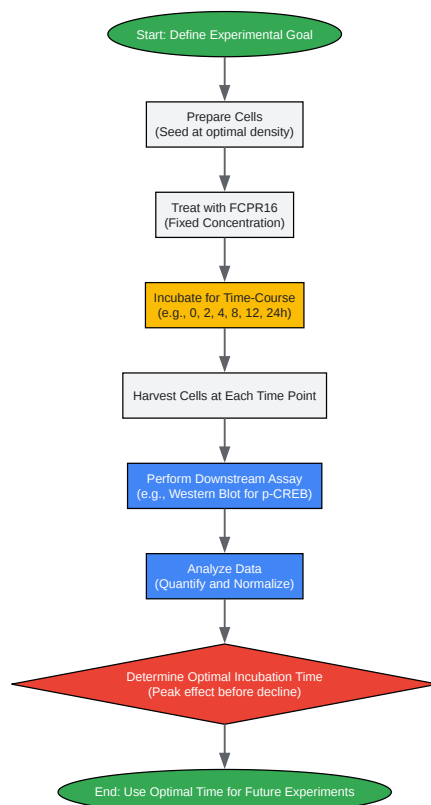 Start: Define Experimental Goal
Prepare Cells
(Seed at optimal density)
Treat with FCPR16
(Fixed Concentration)
Incubate for Time-Course
(e.g., 0, 2, 4, 8, 12, 24h)
Harvest Cells at Each Time Point
Perform Downstream Assay
(e.g., Western Blot for p-CREB)
Analyze Data
(Quantify and Normalize)
Determine Optimal Incubation Time
(Peak effect before decline)
End: Use Optimal Time for Future Experiments